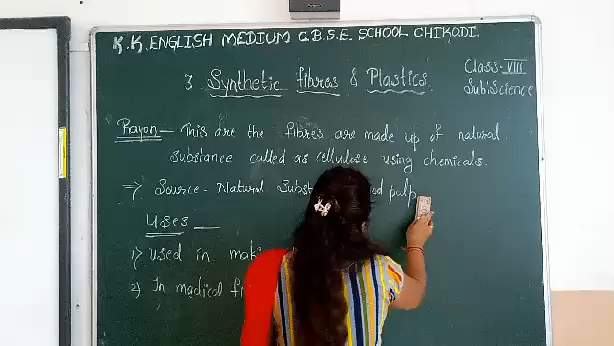 K.K. ENGLISH MEDIUM C.B.S.E. SCHOOL CHIKODI.
Class - VIII
Sub: Science
3 Synthetic fibres & Plastics.
Rayon - This are the fibres are made up of natural
substance called as cellulose using chemicals.
=> Source - Natural pulp
Uses
1) Used in
2) In medical